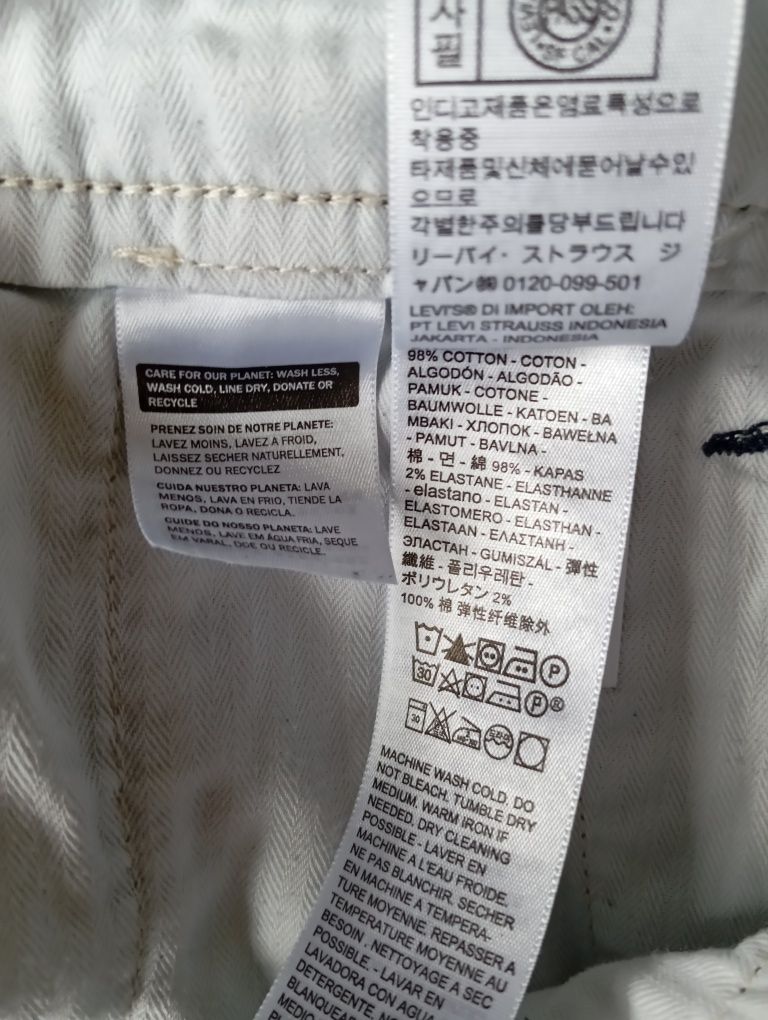 사
필
OF CAL
인디고제품은염료특성으로
착용중
타제품및신체에묻어날수있
으므로
각별한주의를당부드립니다
リーバイ・ストラウス ジ
ャパン㈱ 0120-099-501
LEVI'S® DI IMPORT OLEH:
PT LEVI STRAUSS INDONESIA
JAKARTA - INDONESIA
CARE FOR OUR PLANET: WASH LESS,
WASH COLD, LINE DRY, DONATE OR
RECYCLE
PRENEZ SOIN DE NOTRE PLANETE:
LAVEZ MOINS, LAVEZ A FROID,
LAISSEZ SECHER NATURELLEMENT,
DONNEZ OU RECYCLEZ
CUIDA NUESTRO PLANETA: LAVA
MENOS, LAVA EN FRIO, TIENDE LA
ROPA, DONA O RECICLA.
CUIDE DO NOSSO PLANETA: LAVE
MENOS, LAVE EM ÁGUA FRIA, SEQUE
EM VARAL, DOE OU RECICLE.
98% COTTON - COTON -
ALGODÓN - ALGODÃO -
PAMUK - COTONE -
BAUMWOLLE - KATOEN - BA
MBAKI - ХЛОПОК - BAWEŁNA
- PAMUT - BAVLNA -
棉 - 면 - 綿 98% - KAPAS
2% ELASTANE - ELASTHANNE
- elastano - ELASTAN -
ELASTOMERO - ELASTHAN -
ELASTAAN - ΕΛΑΣΤΑΝΗ -
ЭЛАСТАН - GUMISZÁL - 彈性
纖維 - 폴리우레탄 -
ポリウレタン 2%
100% 棉 弹性纤维除外
P
30 P ®
30
MACHINE WASH COLD. DO
NOT BLEACH. TUMBLE DRY
MEDIUM. WARM IRON IF
NEEDED. DRY CLEANING
POSSIBLE - LAVER EN
MACHINE A L'EAU FROIDE.
NE PAS BLANCHIR. SECHER
EN MACHINE A TEMPERA-
TURE MOYENNE. REPASSER A
TEMPERATURE MOYENNE AU
BESOIN . NETTOYAGE A SEC
POSSIBLE. - LAVAR EN
LAVADORA CON AGUA
DETERGENTE. NO
BLANQUEAR
MEDIO